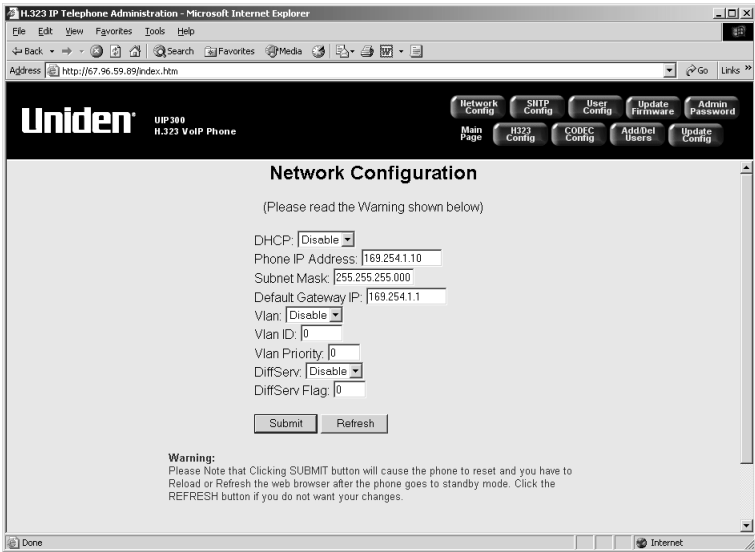 H.323 IP Telephone Administration - Microsoft Internet Explorer
File Edit View Favorites Tools Help
Back Search Favorites Media
Address http://67.96.59.89/index.htm Go Links »
Uniden®
UIP300
H.323 VoIP Phone
Network Config SNTP Config User Config Update Firmware Admin Password
Main Page H323 Config CODEC Config Add/Del Users Update Config
Network Configuration
(Please read the Warning shown below)
DHCP: Disable
Phone IP Address: 169.254.1.10
Subnet Mask: 255.255.255.000
Default Gateway IP: 169.254.1.1
Vlan: Disable
Vlan ID: 0
Vlan Priority: 0
DiffServ: Disable
DiffServ Flag: 0
Submit Refresh
Warning:
Please Note that Clicking SUBMIT button will cause the phone to reset and you have to
Reload or Refresh the web browser after the phone goes to standby mode. Click the
REFRESH button if you do not want your changes.
Done Internet